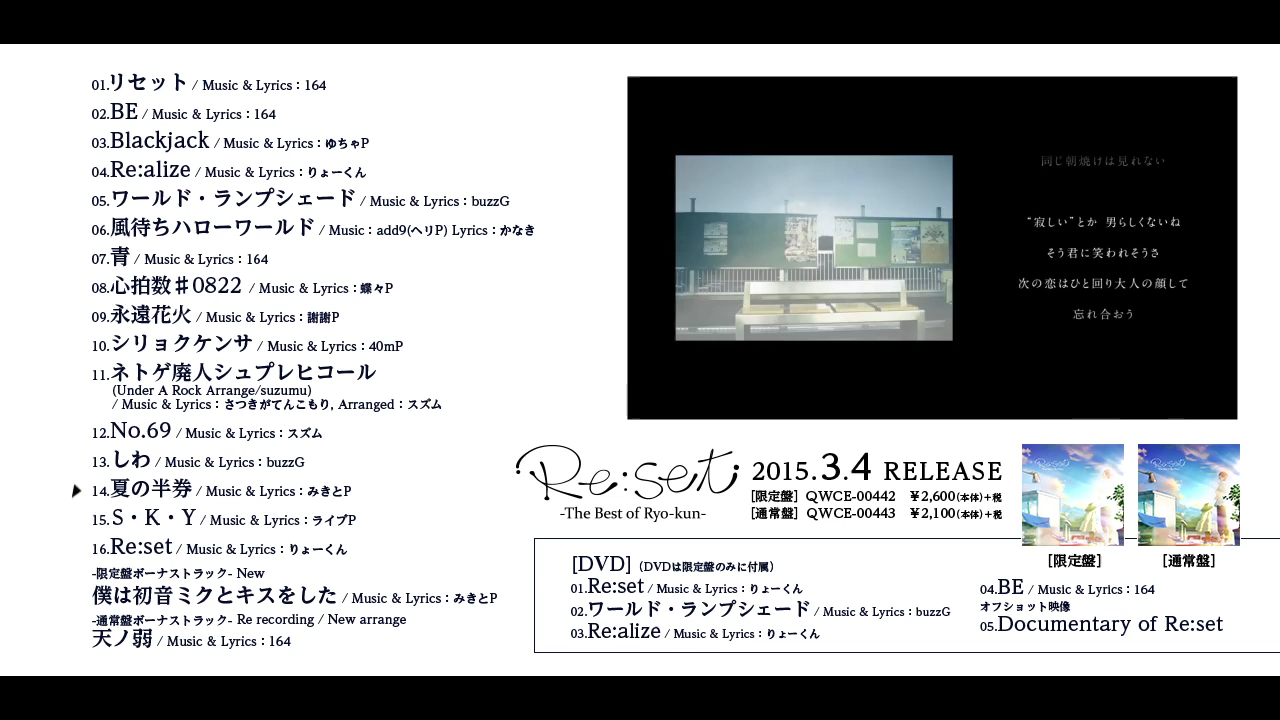 01.リセット / Music & Lyrics：164
02.BE / Music & Lyrics：164
03.Blackjack / Music & Lyrics：ゆちゃP
04.Re:alize / Music & Lyrics：りょーくん
05.ワールド・ランプシェード / Music & Lyrics：buzzG
06.風待ちハローワールド / Music：add9(ヘリP) Lyrics：かなき
07.青 / Music & Lyrics：164
08.心拍数♯0822 / Music & Lyrics：蝶々P
09.永遠花火 / Music & Lyrics：謝謝P
10.シリョクケンサ / Music & Lyrics：40mP
11.ネトゲ廃人シュプレヒコール
(Under A Rock Arrange/suzumu)
/ Music & Lyrics：さつきがてんこもり, Arranged：スズム
12.No.69 / Music & Lyrics：スズム
13.しわ / Music & Lyrics：buzzG
14.夏の半券 / Music & Lyrics：みきとP
15.S・K・Y / Music & Lyrics：ライブP
16.Re:set / Music & Lyrics：りょーくん
-限定盤ボーナストラック- New
僕は初音ミクとキスをした / Music & Lyrics：みきとP
-通常盤ボーナストラック- Re recording / New arrange
天ノ弱 / Music & Lyrics：164
同じ朝焼けは見れない
“寂しい”とか 男らしくないね
そう君に笑われそうさ
次の恋はひと回り大人の顔して
忘れ合おう
Re:set
-The Best of Ryo-kun-
2015.3.4 RELEASE
［限定盤］QWCE-00442 ¥2,600(本体)+税
［通常盤］QWCE-00443 ¥2,100(本体)+税
［限定盤］
［通常盤］
[DVD]（DVDは限定盤のみに付属）
01.Re:set / Music & Lyrics：りょーくん
02.ワールド・ランプシェード / Music & Lyrics：buzzG
03.Re:alize / Music & Lyrics：りょーくん
04.BE / Music & Lyrics：164
オフショット映像
05.Documentary of Re:set